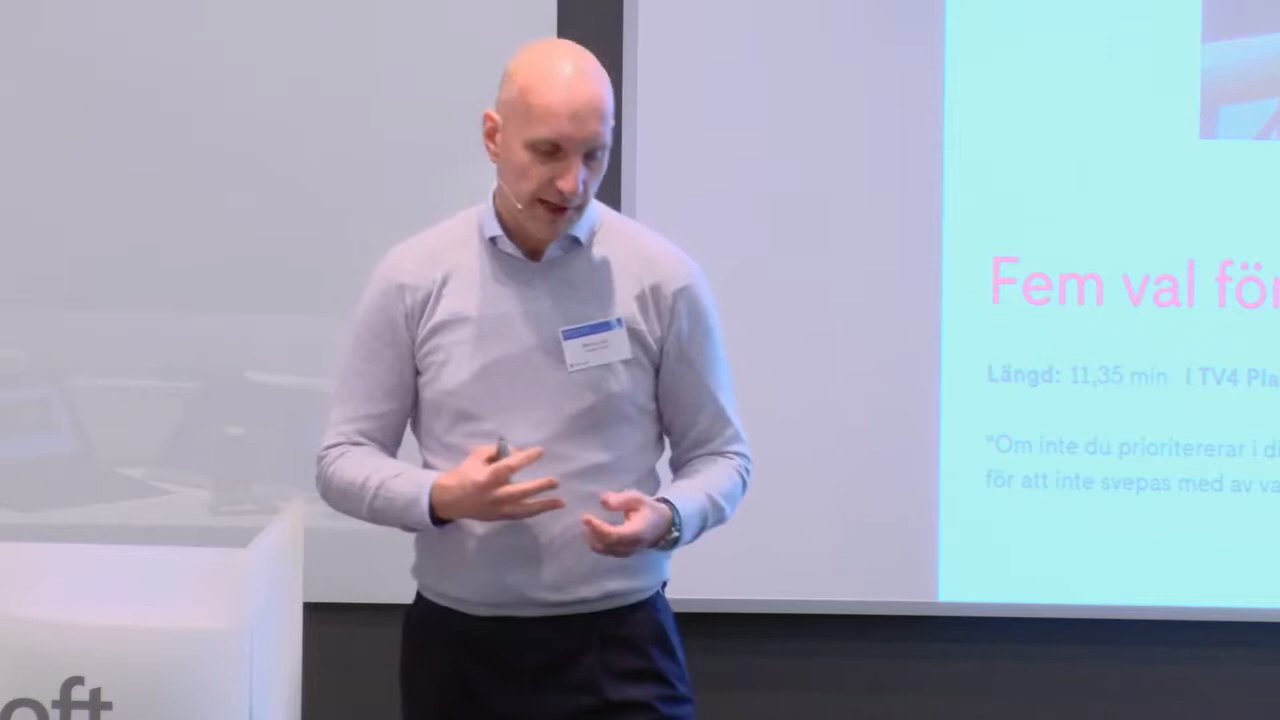 Fem val för
Längd: 11,35 min | TV4 Pla
"Om inte du prioritererar i di
för att inte svepas med av va
oft